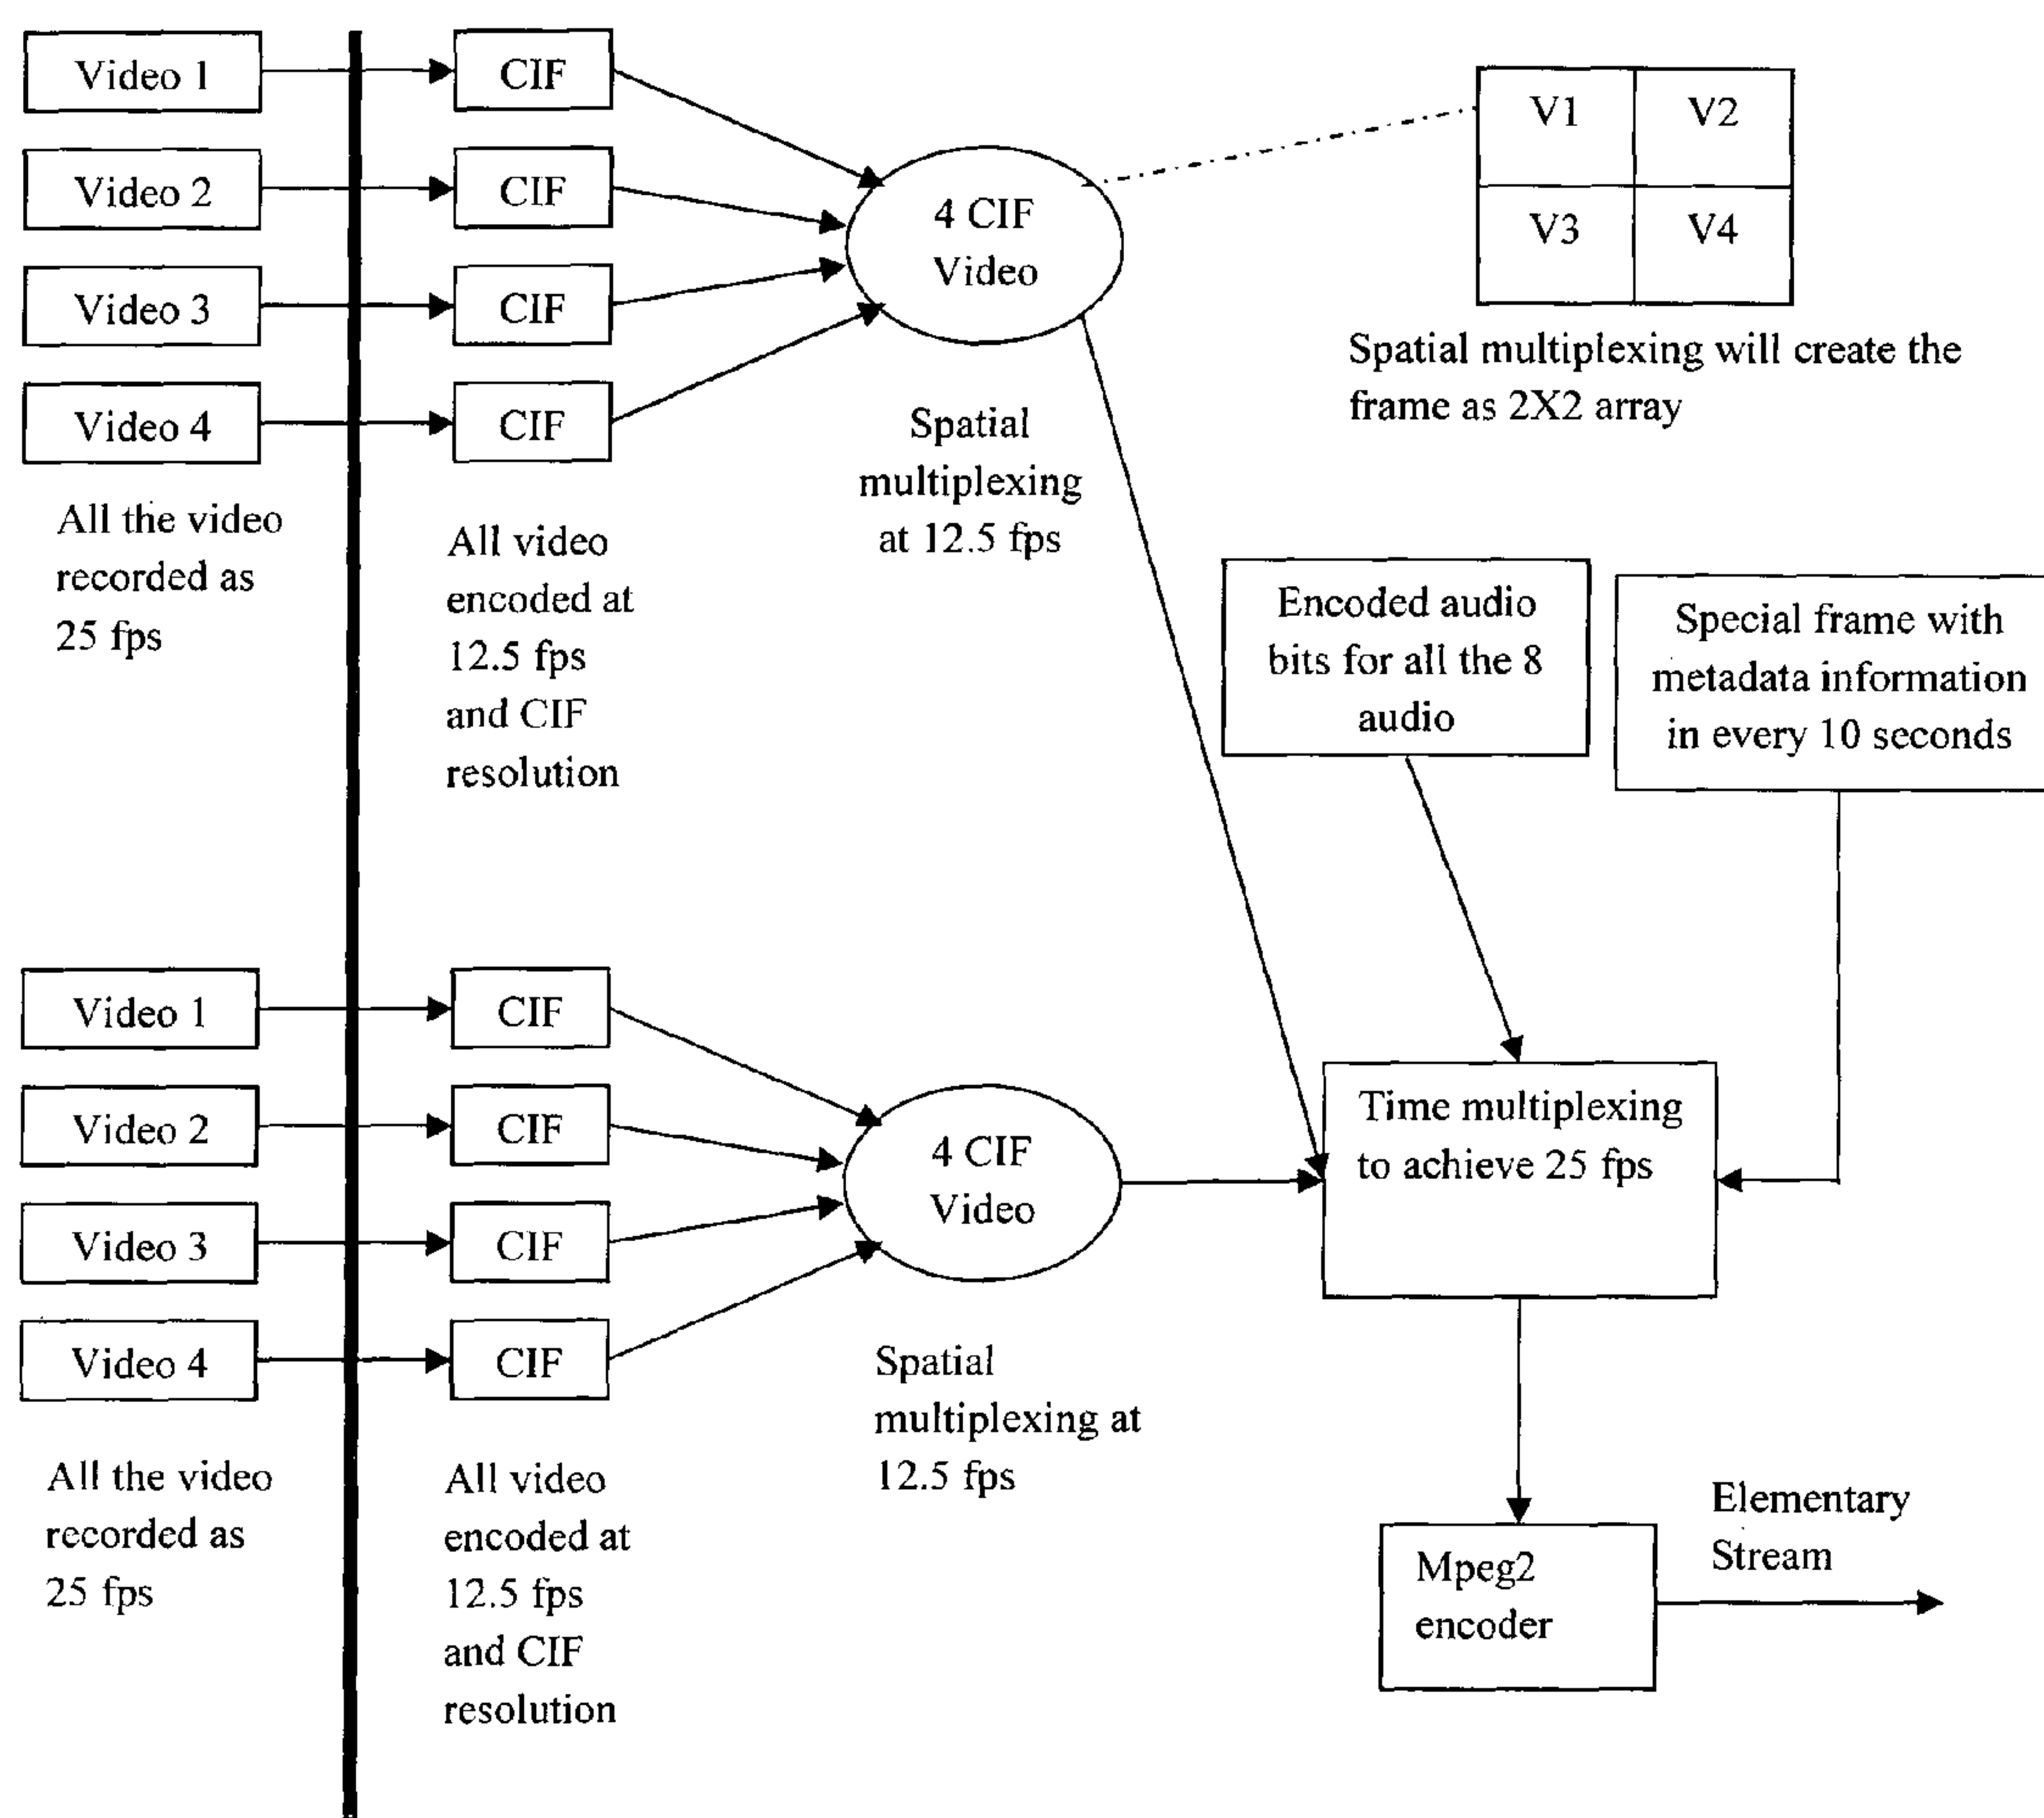 Video 1
CIF
Video 2
CIF
Video 3
CIF
Video 4
CIF
All the video
recorded as
25 fps
All video
encoded at
12.5 fps
and CIF
resolution
4 CIF
Video
Spatial
multiplexing
at 12.5 fps
V1
V2
V3
V4
Spatial multiplexing will create the
frame as 2X2 array
Encoded audio
bits for all the 8
audio
Special frame with
metadata information
in every 10 seconds
Video 1
CIF
Video 2
CIF
Video 3
CIF
Video 4
CIF
All the video
recorded as
25 fps
All video
encoded at
12.5 fps
and CIF
resolution
4 CIF
Video
Spatial
multiplexing at
12.5 fps
Time multiplexing
to achieve 25 fps
Mpeg2
encoder
Elementary
Stream